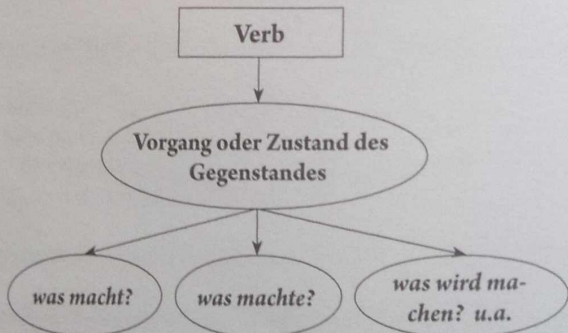 Verb
Vorgang oder Zustand des
Gegenstandes
was macht?
was machte?
was wird ma-
chen? u.a.